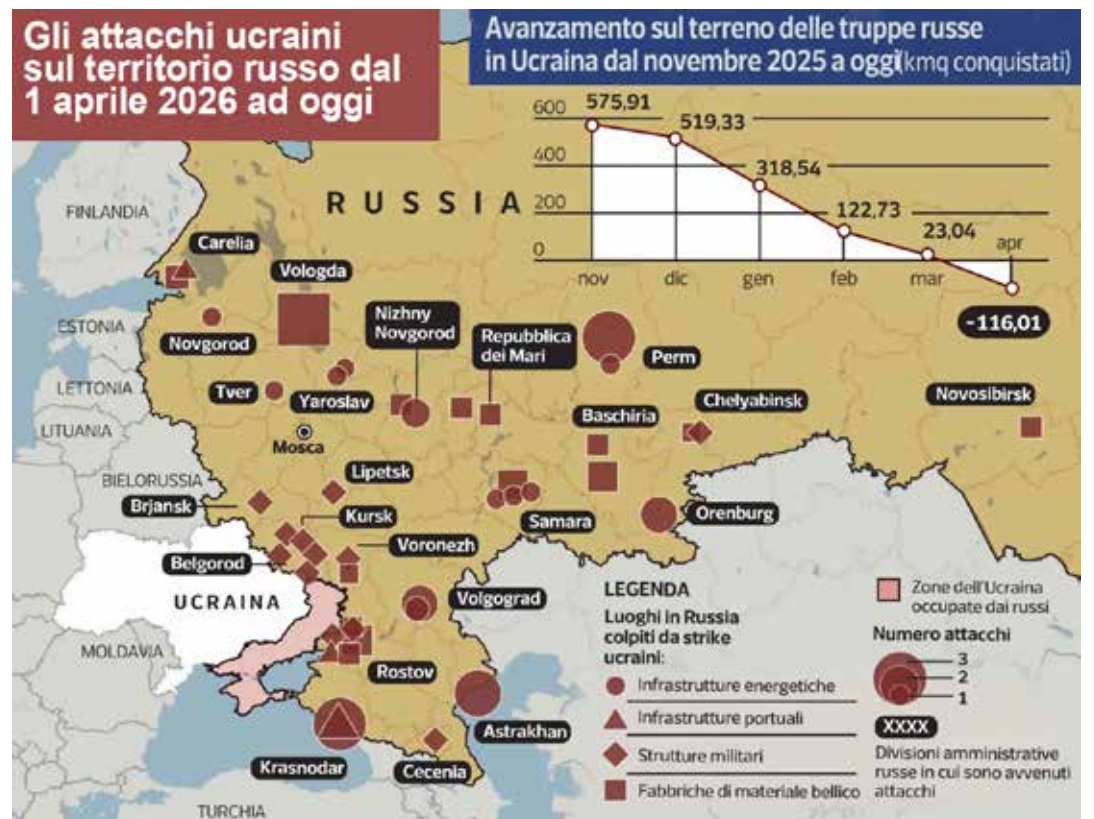 Gli attacchi ucraini
sul territorio russo dal
1 aprile 2026 ad oggi
Avanzamento sul terreno delle truppe russe
in Ucraina dal novembre 2025 a oggi(kmq conquistati)
600
575,91
519,33
400
318,54
200
122,73
23,04
0
apr
nov
dic
gen
feb
mar
-116,01
RUSSIA
FINLANDIA
Carelia
Vologda
Nizhny
Novgorod
Repubblica
dei Mari
ESTONIA
Novgorod
Perm
LETTONIA
Tver
Yaroslav
Baschiria
Chelyabinsk
Novosibirsk
LITUANIA
Mosca
BIELORUSSIA
Lipetsk
Brjansk
Kursk
Samara
Orenburg
Voronezh
Belgorod
UCRAINA
Volgograd
MOLDAVIA
Rostov
Astrakhan
Krasnodar
Cecenia
TURCHIA
LEGENDA
Luoghi in Russia
colpiti da strike
ucraini:
Infrastrutture energetiche
Infrastrutture portuali
Strutture militari
Fabbriche di materiale bellico
Zone dell'Ucraina
occupate dai russi
Numero attacchi
3
2
1
XXXX
Divisioni amministrative
russe in cui sono avvenuti
attacchi